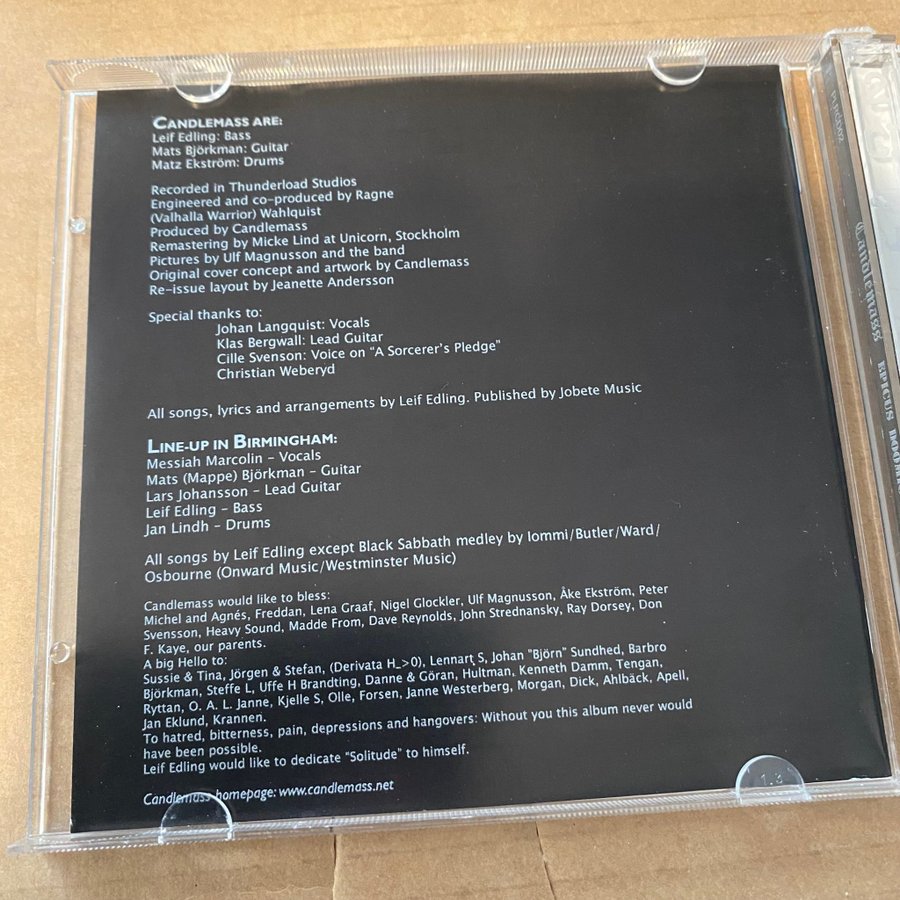 CANDLEMASS ARE:
Leif Edling: Bass
Mats Björkman: Guitar
Matz Ekström: Drums
Recorded in Thunderload Studios
Engineered and co-produced by Ragne
(Valhalla Warrior) Wahlquist
Produced by Candlemass
Remastering by Micke Lind at Unicorn, Stockholm
Pictures by Ulf Magnusson and the band
Original cover concept and artwork by Candlemass
Re-issue layout by Jeanette Andersson
Special thanks to:
Johan Langquist: Vocals
Klas Bergwall: Lead Guitar
Cille Svenson: Voice on "A Sorcerer's Pledge"
Christian Weberyd
All songs, lyrics and arrangements by Leif Edling. Published by Jobete Music
LINE-UP IN BIRMINGHAM:
Messiah Marcolin – Vocals
Mats (Mappe) Björkman – Guitar
Lars Johansson – Lead Guitar
Leif Edling – Bass
Jan Lindh – Drums
All songs by Leif Edling except Black Sabbath medley by Iommi/Butler/Ward/
Osbourne (Onward Music/Westminster Music)
Candlemass would like to bless:
Michel and Agnés, Freddan, Lena Graaf, Nigel Glockler, Ulf Magnusson, Åke Ekström, Peter
Svensson, Heavy Sound, Madde From, Dave Reynolds, John Strednansky, Ray Dorsey, Don
F. Kaye, our parents.
A big Hello to:
Sussie & Tina, Jörgen & Stefan, (Derivata H_>0), Lennart S, Johan "Björn" Sundhed, Barbro
Björkman, Steffe L, Uffe H Brandting, Danne & Göran, Hultman, Kenneth Damm, Tengan,
Ryttan, O. A. L. Janne, Kjelle S, Olle, Forsen, Janne Westerberg, Morgan, Dick, Ahlbäck, Apell,
Jan Eklund, Krannen.
To hatred, bitterness, pain, depressions and hangovers: Without you this album never would
have been possible.
Leif Edling would like to dedicate "Solitude" to himself.
Candlemass homepage: www.candlemass.net
1.3
Candlemass EPICUS